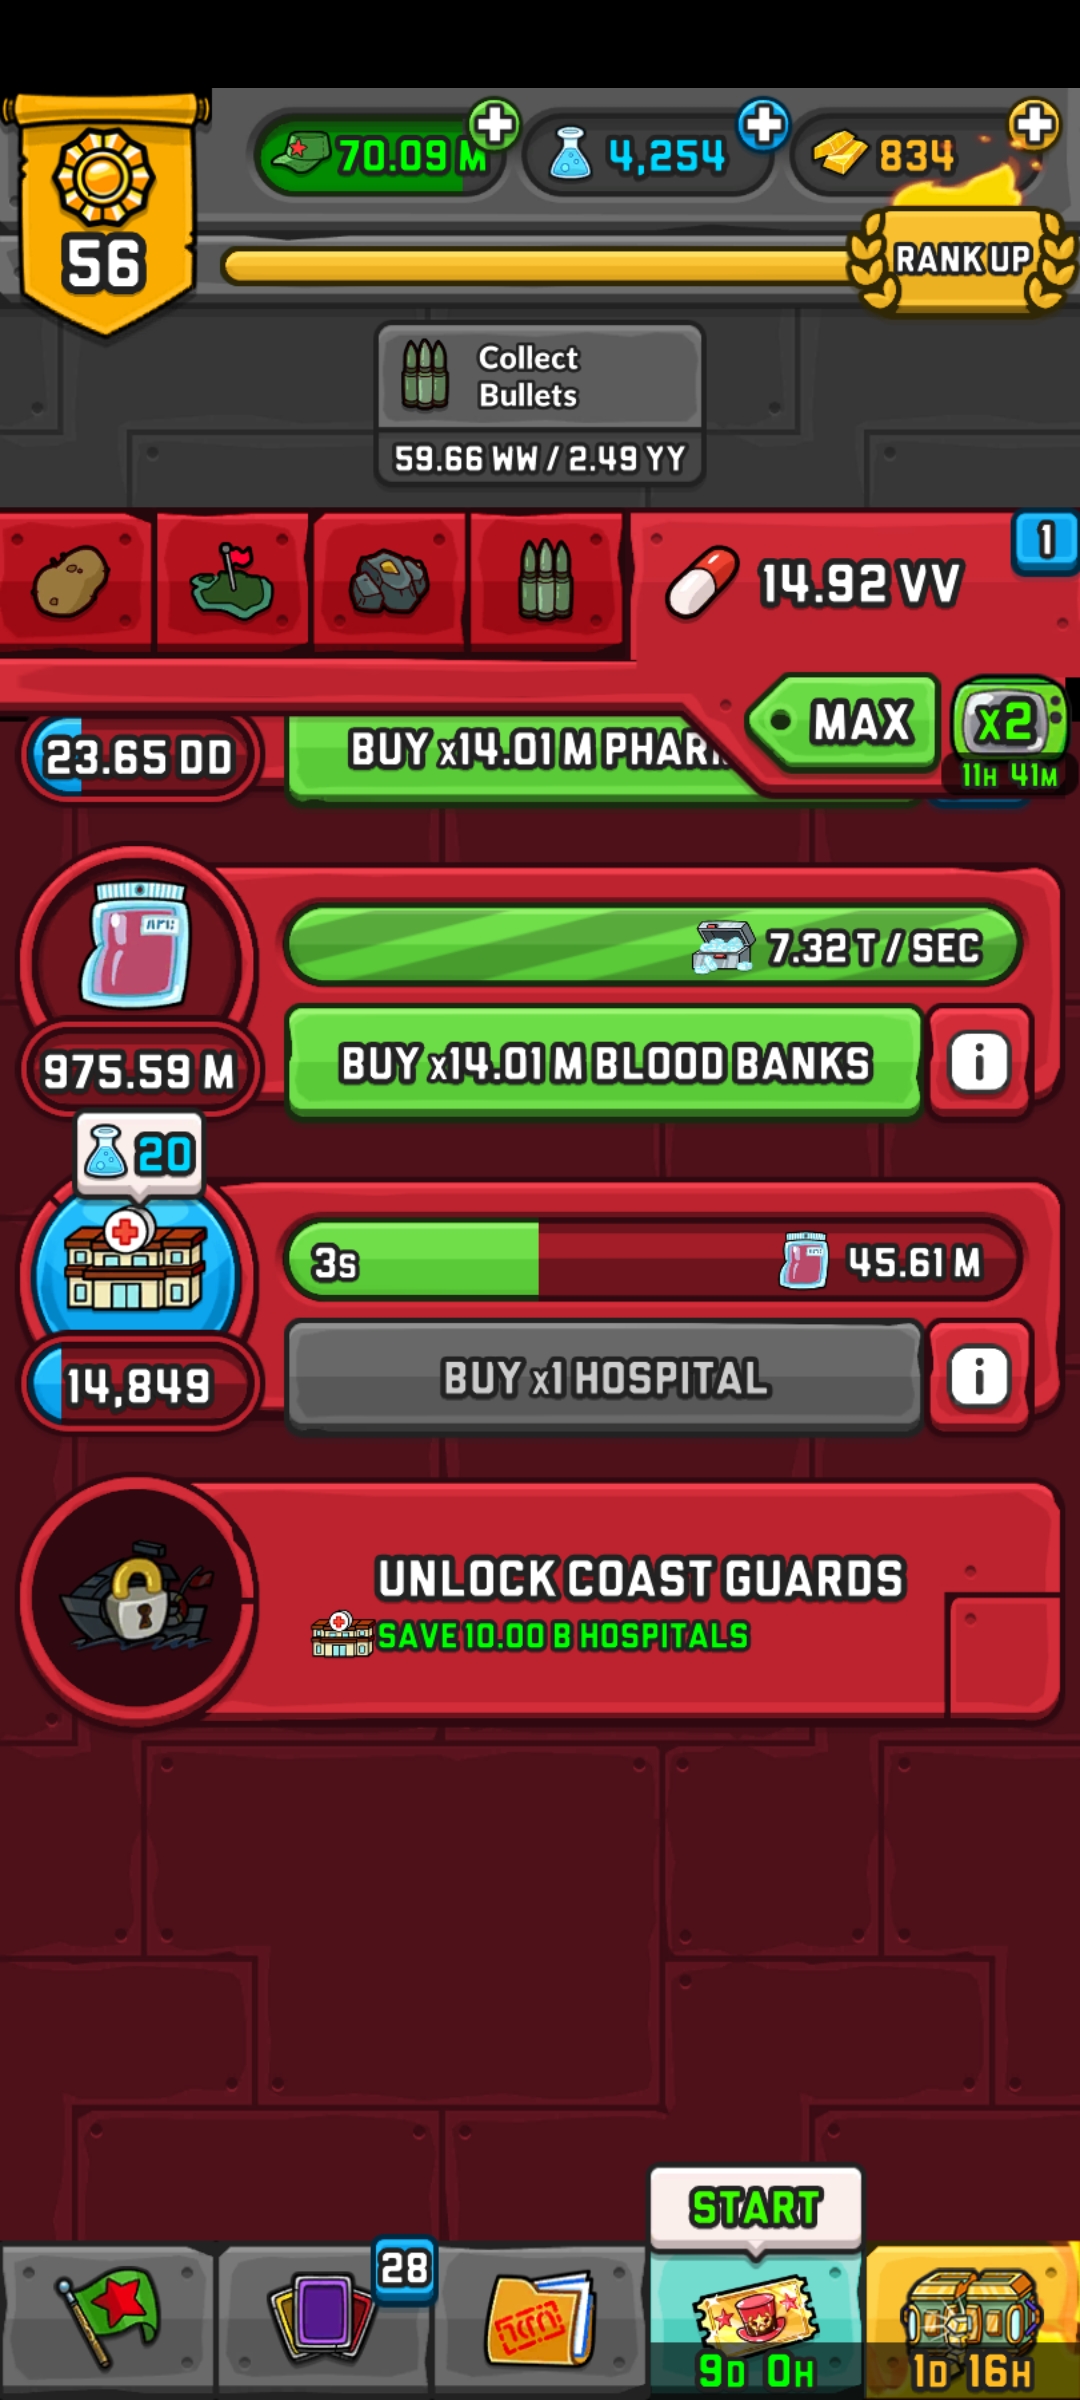 70.09 M
4,254
834
56
RANK UP
Collect
Bullets
59.66 WW / 2.49 YY
1
14.92 VV
MAX
x2
11H 41M
23.65 DD
BUY x14.01 M
7.32 T / SEC
975.59 M
BUY x14.01 M BLOOD BANKS
i
20
3s
45.61 M
14,849
BUY x1 HOSPITAL
i
UNLOCK COAST GUARDS
SAVE 10.00 B HOSPITALS
START
28
9D 0H
1D 16H